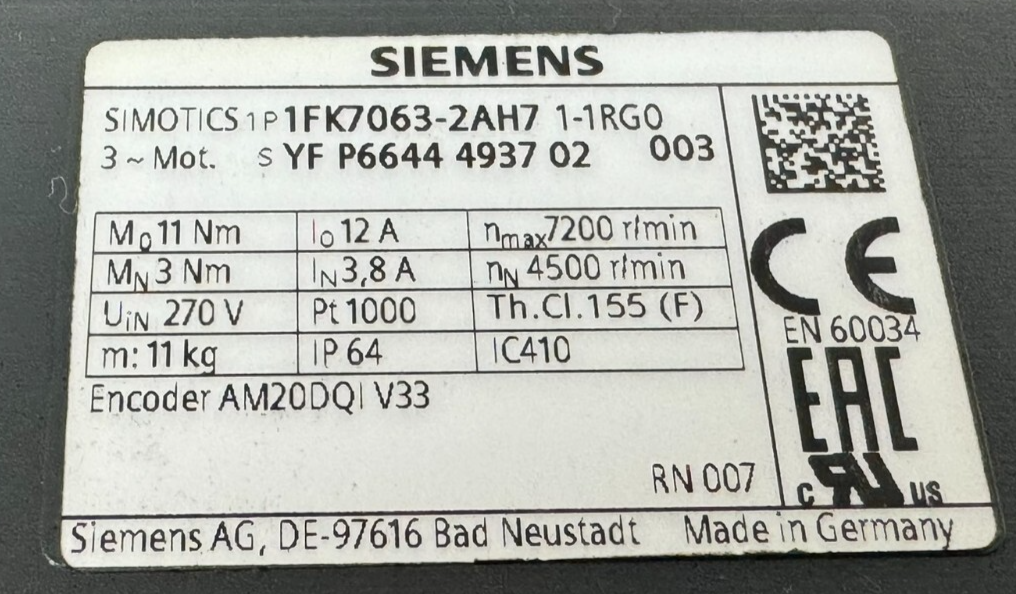 SIEMENS
SIMOTICS 1P 1FK7063-2AH7 1-1RG0
3 ~ Mot. S YF P6644 4937 02 003
M0 11 Nm I0 12 A nmax 7200 r/min
MN 3 Nm IN 3,8 A nN 4500 r/min
UiN 270 V Pt 1000 Th.Cl. 155 (F)
m: 11 kg IP 64 IC410
Encoder AM20DQI V33
RN 007
CE
EN 60034
EAC
c RU US
Siemens AG, DE-97616 Bad Neustadt Made in Germany